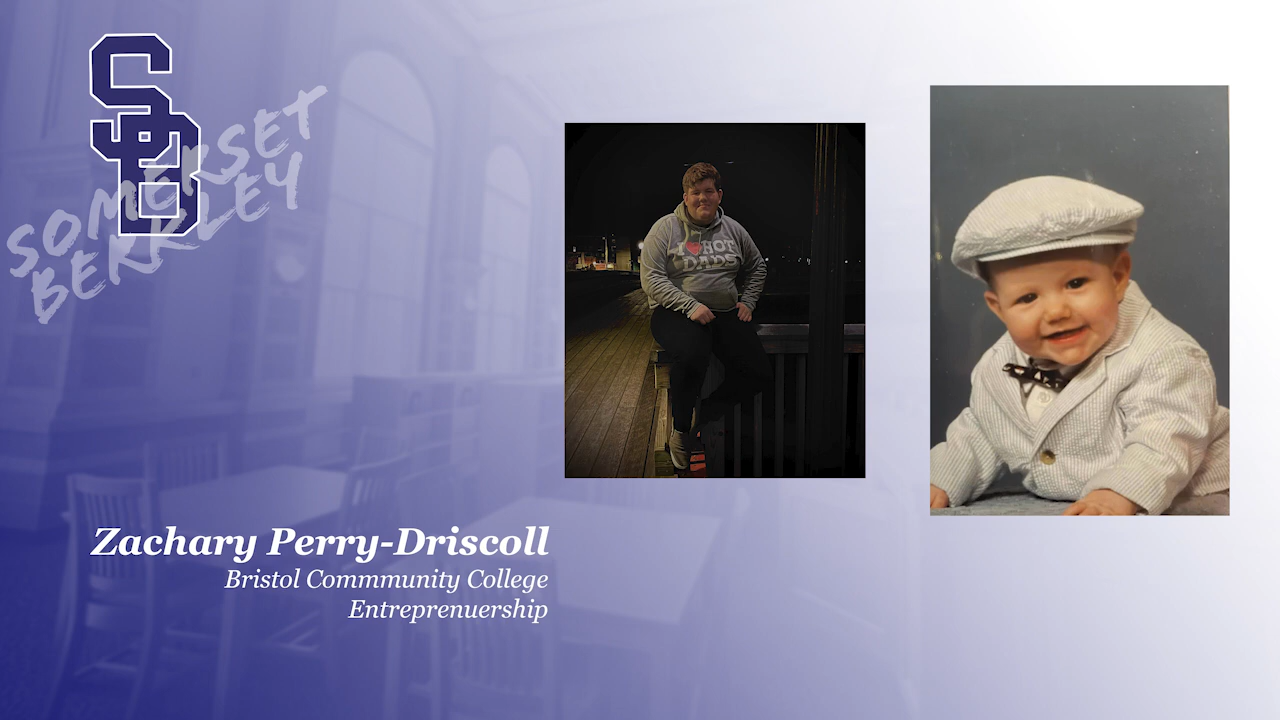 SB
SOMERSET
BERKLEY
I ♥ HOT
DADS
Zachary Perry-Driscoll
Bristol Commmunity College
Entreprenuership